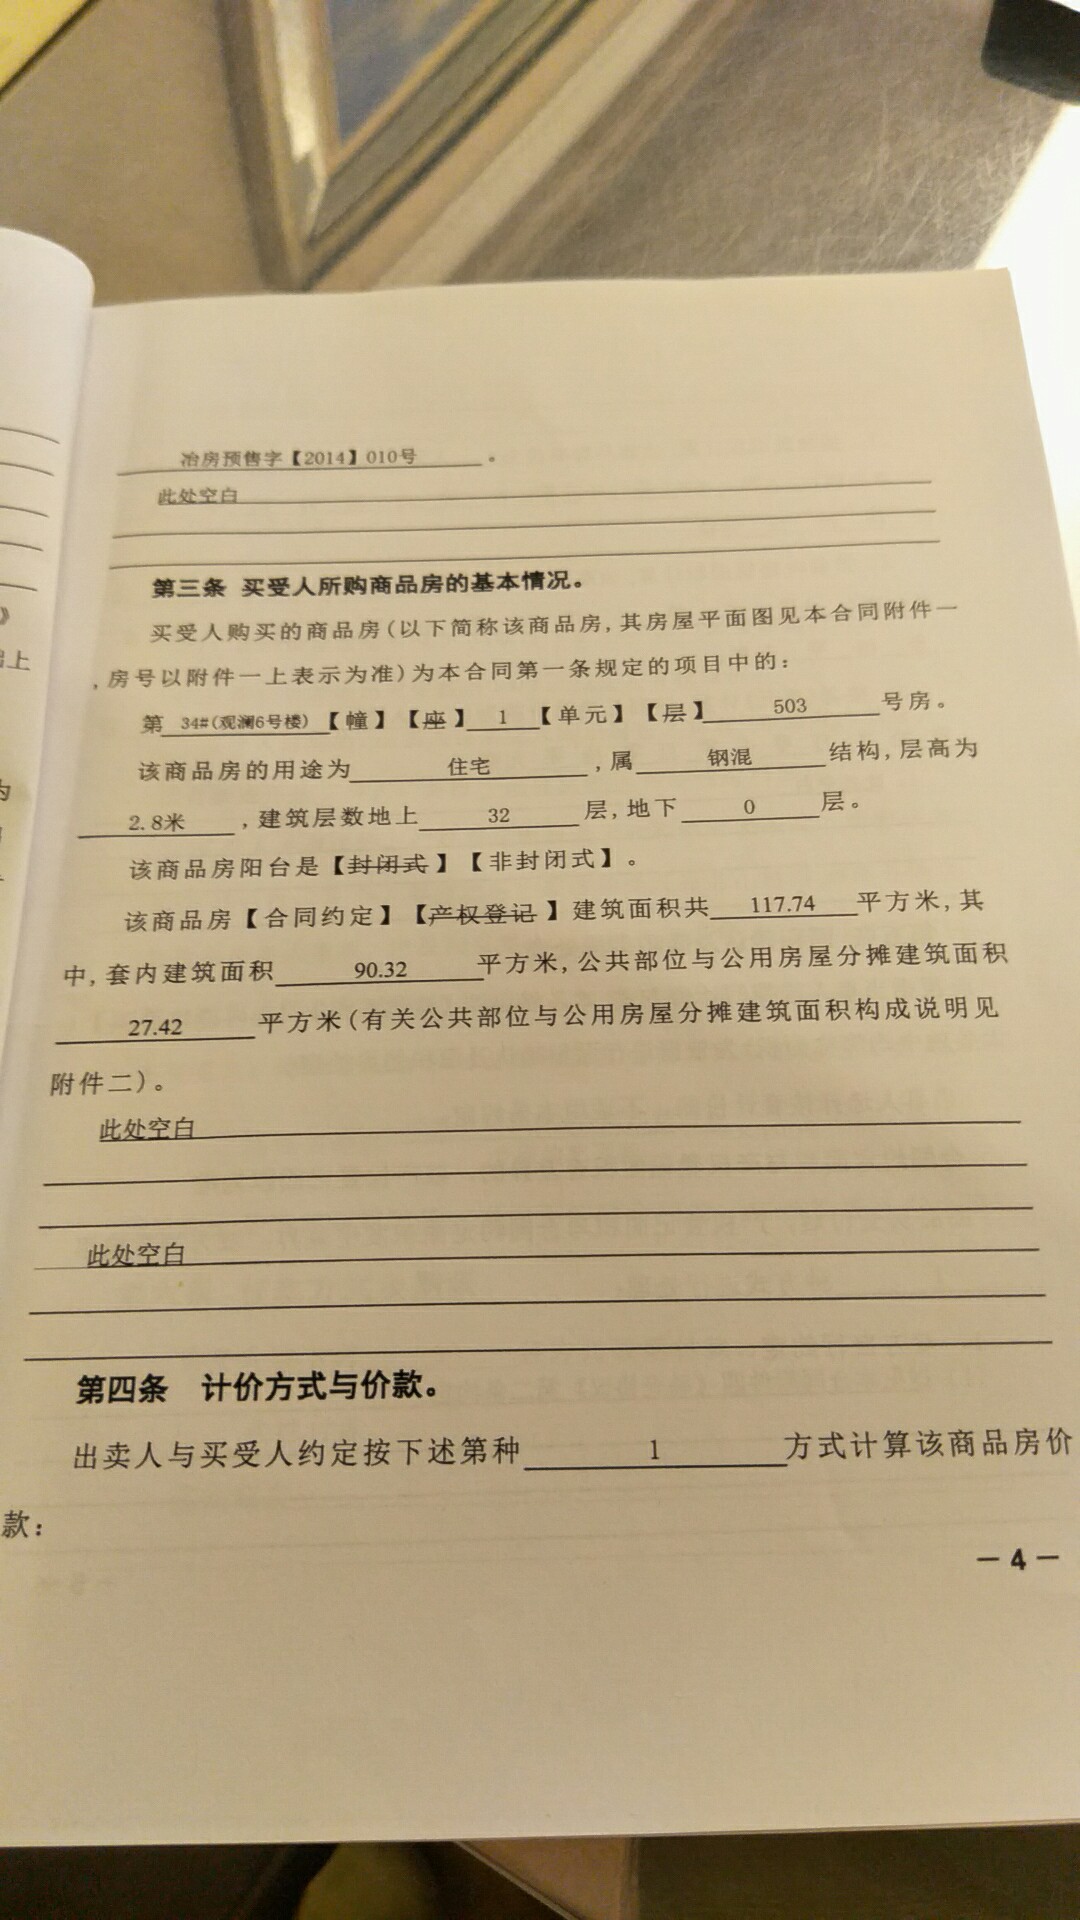 冶房预售字【2014】010号。
此处空白
第三条 买受人所购商品房的基本情况。
买受人购买的商品房(以下简称该商品房,其房屋平面图见本合同附件一
,房号以附件一上表示为准)为本合同第一条规定的项目中的:
第 34#(观澜6号楼)【幢】【座】 1 【单元】【层】 503 号房。
该商品房的用途为 住宅 ,属 钢混 结构,层高为
2.8米 ,建筑层数地上 32 层,地下 0 层。
该商品房阳台是【封闭式】【非封闭式】。
该商品房【合同约定】【产权登记】建筑面积共 117.74 平方米,其
中,套内建筑面积 90.32 平方米,公共部位与公用房屋分摊建筑面积
27.42 平方米(有关公共部位与公用房屋分摊建筑面积构成说明见
附件二)。
此处空白
此处空白
第四条 计价方式与价款。
出卖人与买受人约定按下述第种 1 方式计算该商品房价
款:
－4－